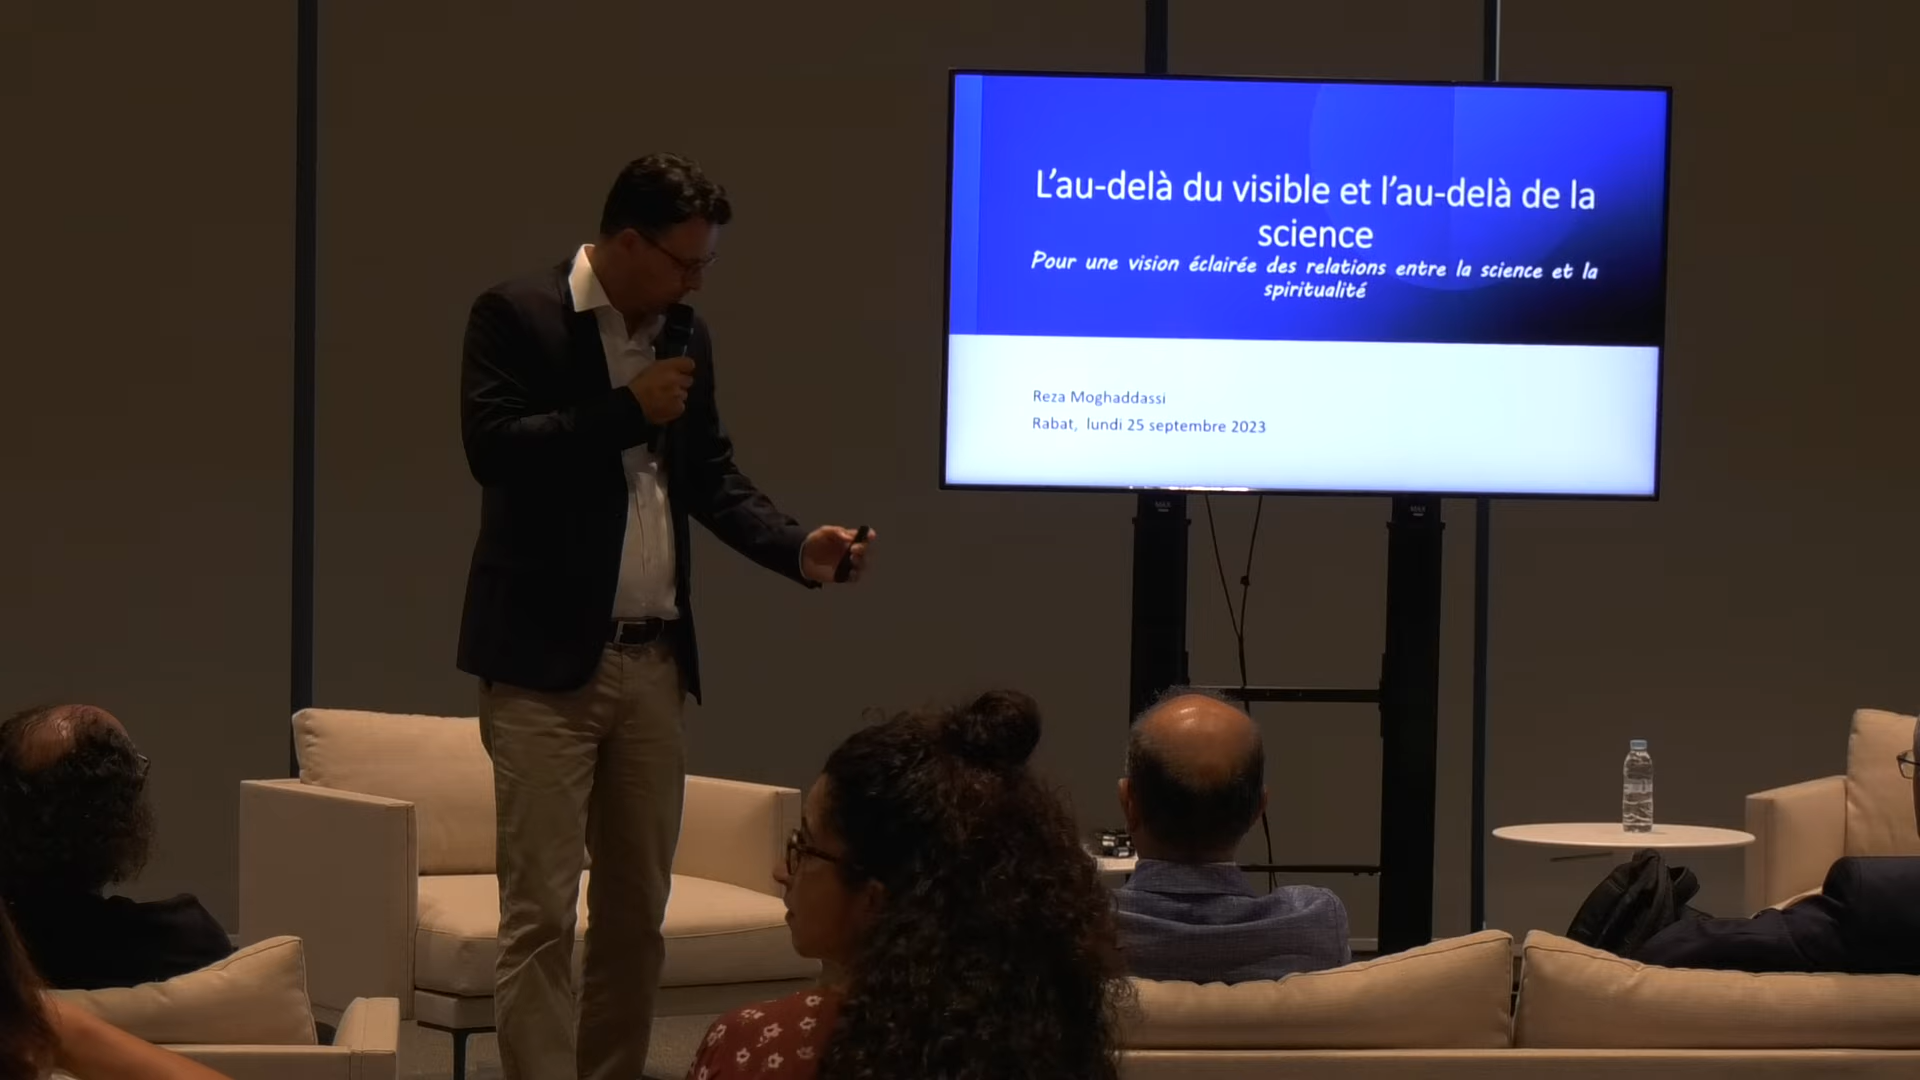 L'au-delà du visible et l'au-delà de la
science
Pour une vision éclairée des relations entre la science et la
spiritualité
Reza Moghaddassi
Rabat, lundi 25 septembre 2023